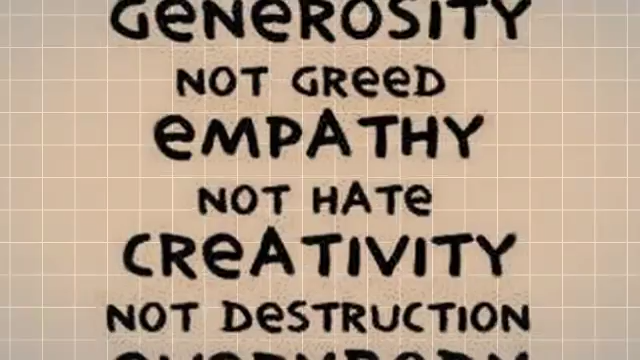 GeNeROSITY
NOT GReeD
eMPATHY
NOT HATe
CReATIVITY
NOT DeSTRUCTION